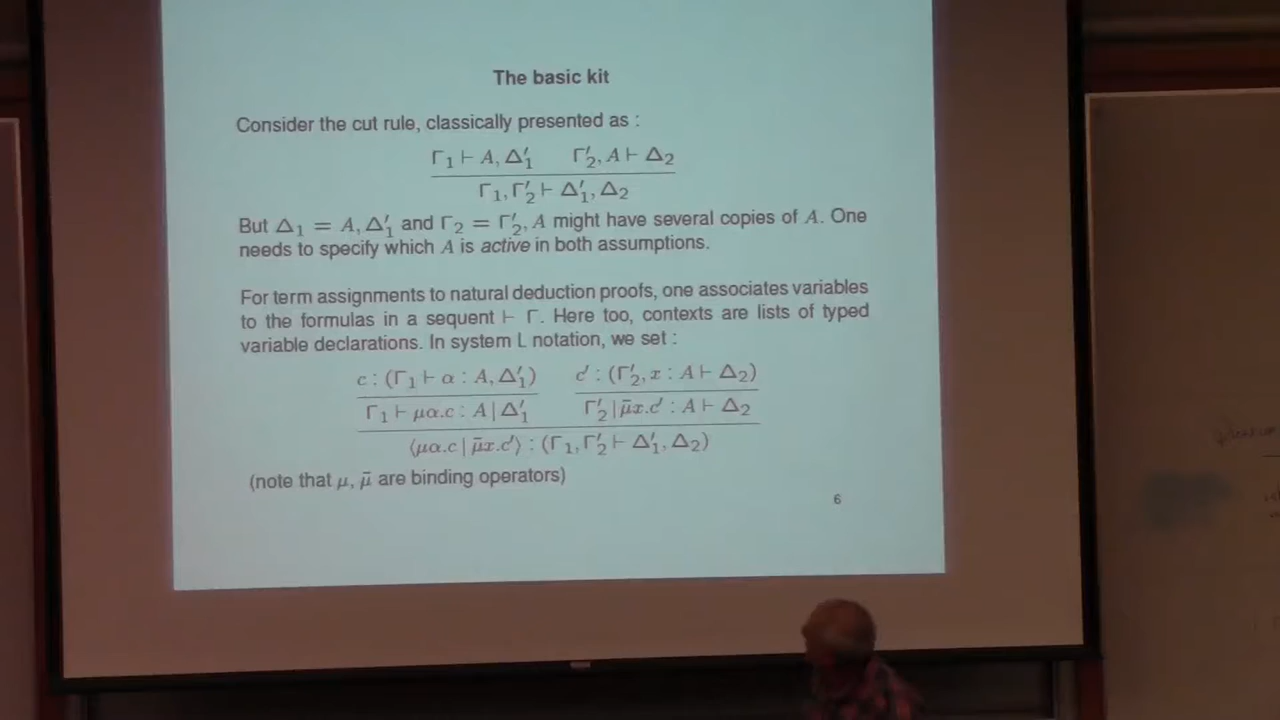 The basic kit
Consider the cut rule, classically presented as :
Γ₁ ⊢ A, Δ′₁ Γ′₂, A ⊢ Δ₂
Γ₁, Γ′₂ ⊢ Δ′₁, Δ₂
But Δ₁ = A, Δ′₁ and Γ₂ = Γ′₂, A might have several copies of A. One
needs to specify which A is active in both assumptions.
For term assignments to natural deduction proofs, one associates variables
to the formulas in a sequent ⊢ Γ. Here too, contexts are lists of typed
variable declarations. In system L notation, we set :
c : (Γ₁ ⊢ α : A, Δ′₁) c′ : (Γ′₂, x : A ⊢ Δ₂)
Γ₁ ⊢ μα.c : A | Δ′₁ Γ′₂ | μ̃x.c′ : A ⊢ Δ₂
⟨μα.c | μ̃x.c′⟩ : (Γ₁, Γ′₂ ⊢ Δ′₁, Δ₂)
(note that μ, μ̃ are binding operators)
6